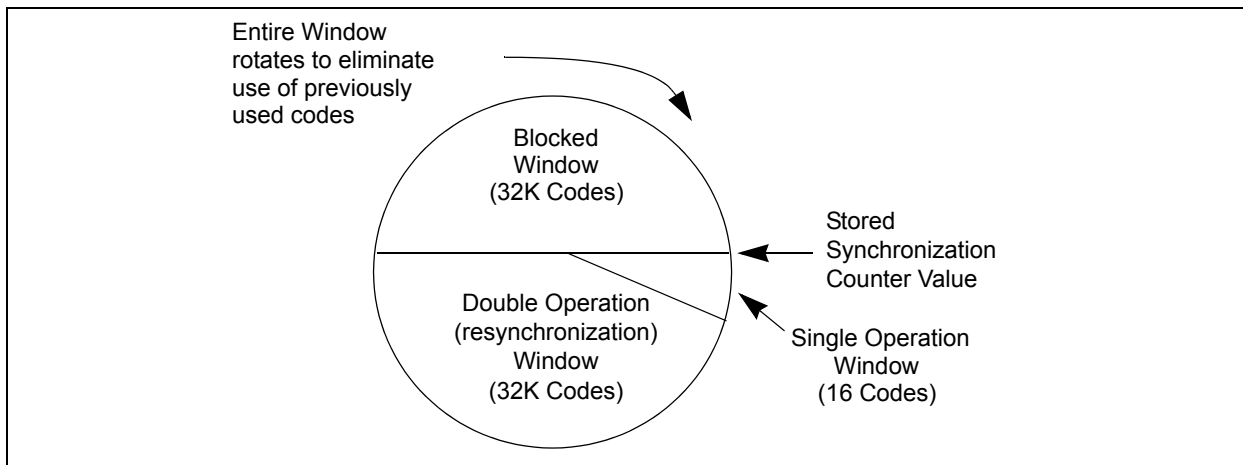 Entire Window
rotates to eliminate
use of previously
used codes
Blocked
Window
(32K Codes)
Stored
Synchronization
Counter Value
Double Operation
(resynchronization)
Window
(32K Codes)
Single Operation
Window
(16 Codes)